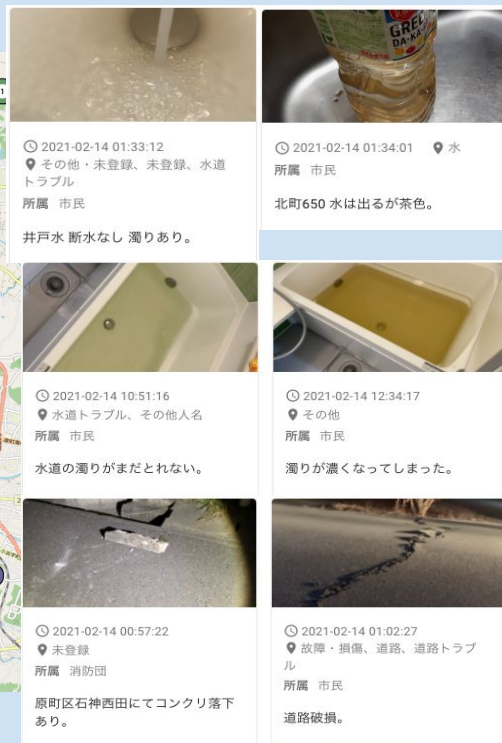 GREEN
DA・KA・RA
2021-02-14 01:33:12
その他・未登録、未登録、水道
トラブル
所属 市民
井戸水 断水なし 濁りあり。
2021-02-14 01:34:01 水
所属 市民
北町650 水は出るが茶色。
2021-02-14 10:51:16
水道トラブル、その他人名
所属 市民
水道の濁りがまだとれない。
2021-02-14 12:34:17
その他
所属 市民
濁りが濃くなってしまった。
2021-02-14 00:57:22
未登録
所属 消防団
原町区石神西田にてコンクリ落下
あり。
2021-02-14 01:02:27
故障・損傷、道路、道路トラブ
ル
所属 市民
道路破損。